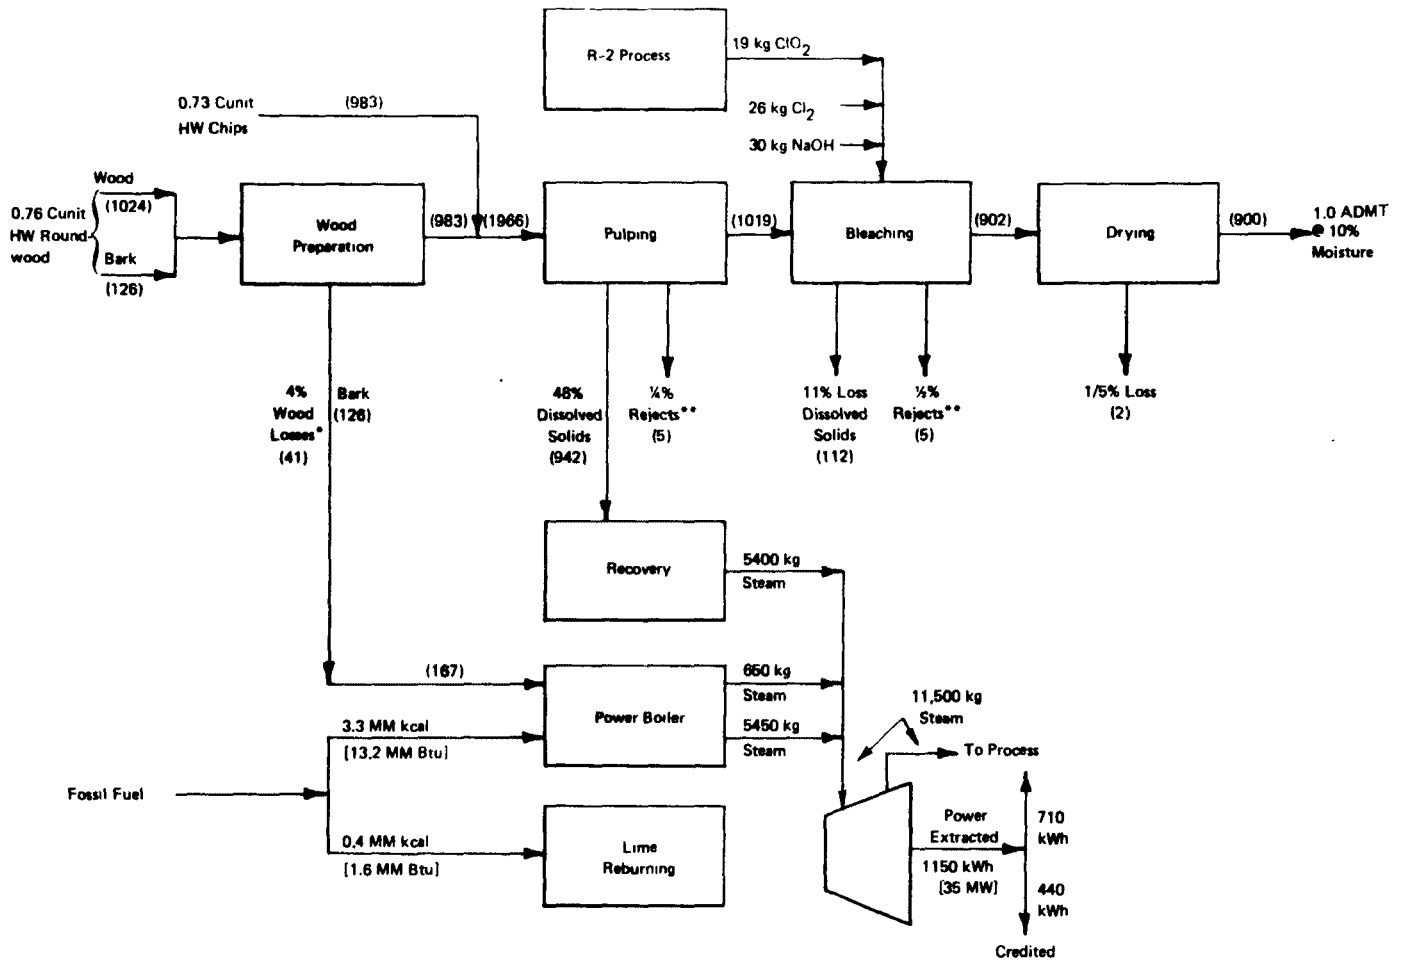 R-2 Process
19 kg ClO2
26 kg Cl2
30 kg NaOH
0.73 Cunit
HW Chips
(983)
Wood
(1024)
0.76 Cunit
HW Round-
wood
Bark
(126)
Wood
Preparation
(983)
(1966)
Pulping
(1019)
Bleaching
(902)
Drying
(900)
1.0 ADMT
@ 10%
Moisture
4%
Wood
Losses*
(41)
Bark
(126)
48%
Dissolved
Solids
(942)
¼%
Rejects**
(5)
11% Loss
Dissolved
Solids
(112)
½%
Rejects**
(5)
1/5% Loss
(2)
Recovery
5400 kg
Steam
(167)
Power Boiler
650 kg
Steam
5450 kg
Steam
3.3 MM kcal
[13.2 MM Btu]
Fossil Fuel
0.4 MM kcal
[1.6 MM Btu]
Lime
Reburning
11,500 kg
Steam
To Process
Power
Extracted
1150 kWh
[35 MW]
710
kWh
440
kWh
Credited